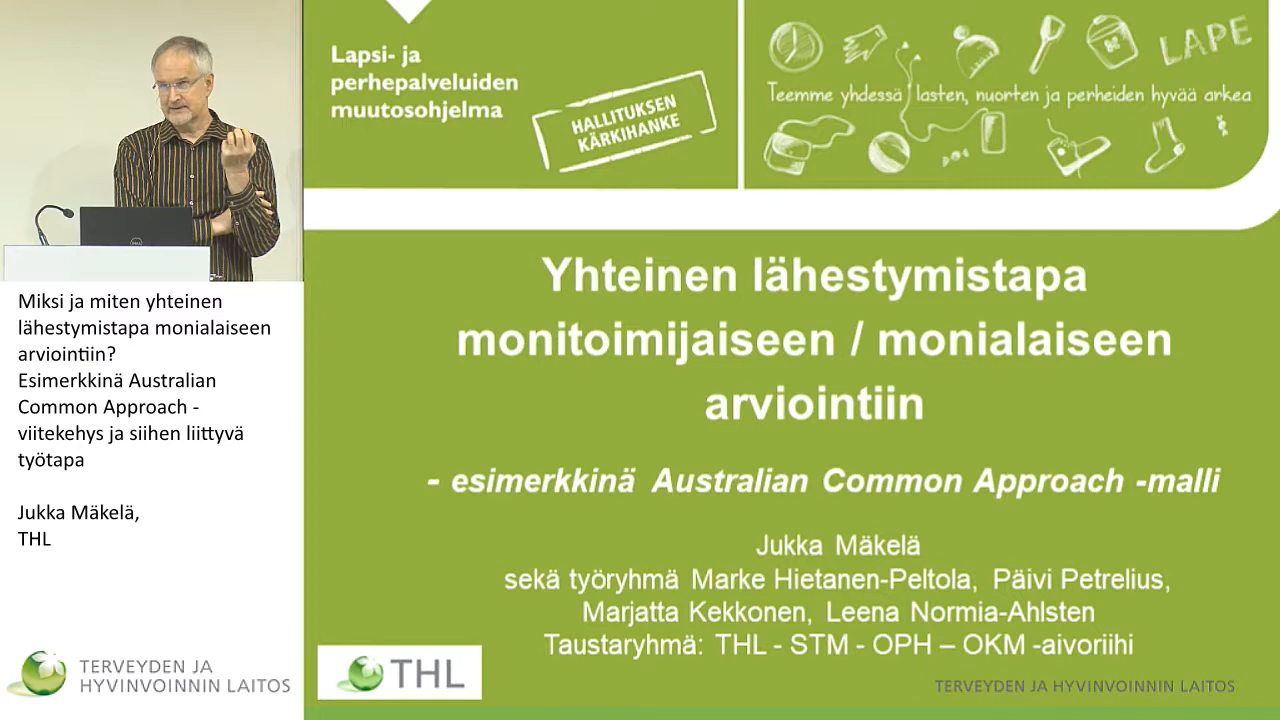 Lapsi- ja
perhepalveluiden
muutosohjelma
HALLITUKSEN
KÄRKIHANKE
LAPE
Teemme yhdessä lasten, nuorten ja perheiden hyvää arkea
Miksi ja miten yhteinen
lähestymistapa monialaiseen
arviointiin?
Esimerkkinä Australian
Common Approach -
viitekehys ja siihen liittyvä
työtapa
Jukka Mäkelä,
THL
TERVEYDEN JA
HYVINVOINNIN LAITOS
Yhteinen lähestymistapa
monitoimijaiseen / monialaiseen
arviointiin
- esimerkkinä Australian Common Approach -malli
Jukka Mäkelä
sekä työryhmä Marke Hietanen-Peltola, Päivi Petrelius,
Marjatta Kekkonen, Leena Normia-Ahlsten
Taustaryhmä: THL - STM - OPH – OKM -aivoriihi
THL
TERVEYDEN JA HYVINVOINNIN LAITOS